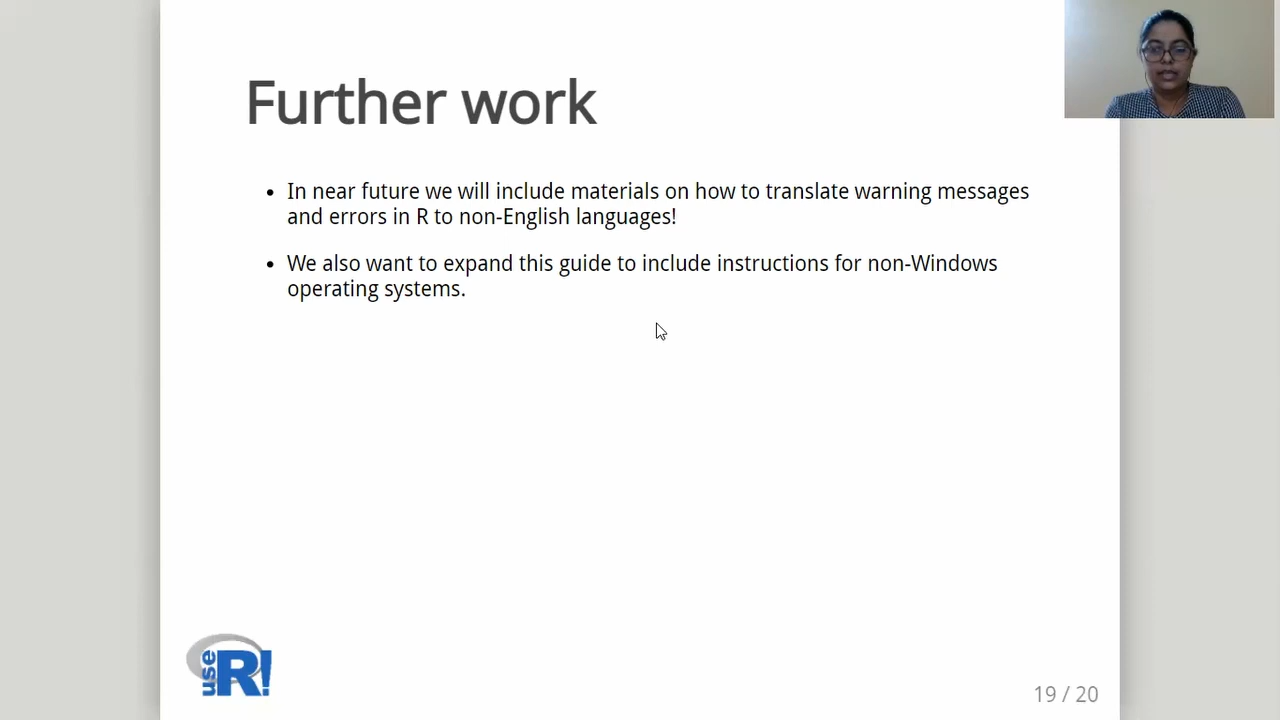 Further work
• In near future we will include materials on how to translate warning messages
and errors in R to non-English languages!
• We also want to expand this guide to include instructions for non-Windows
operating systems.
use R!
19 / 20